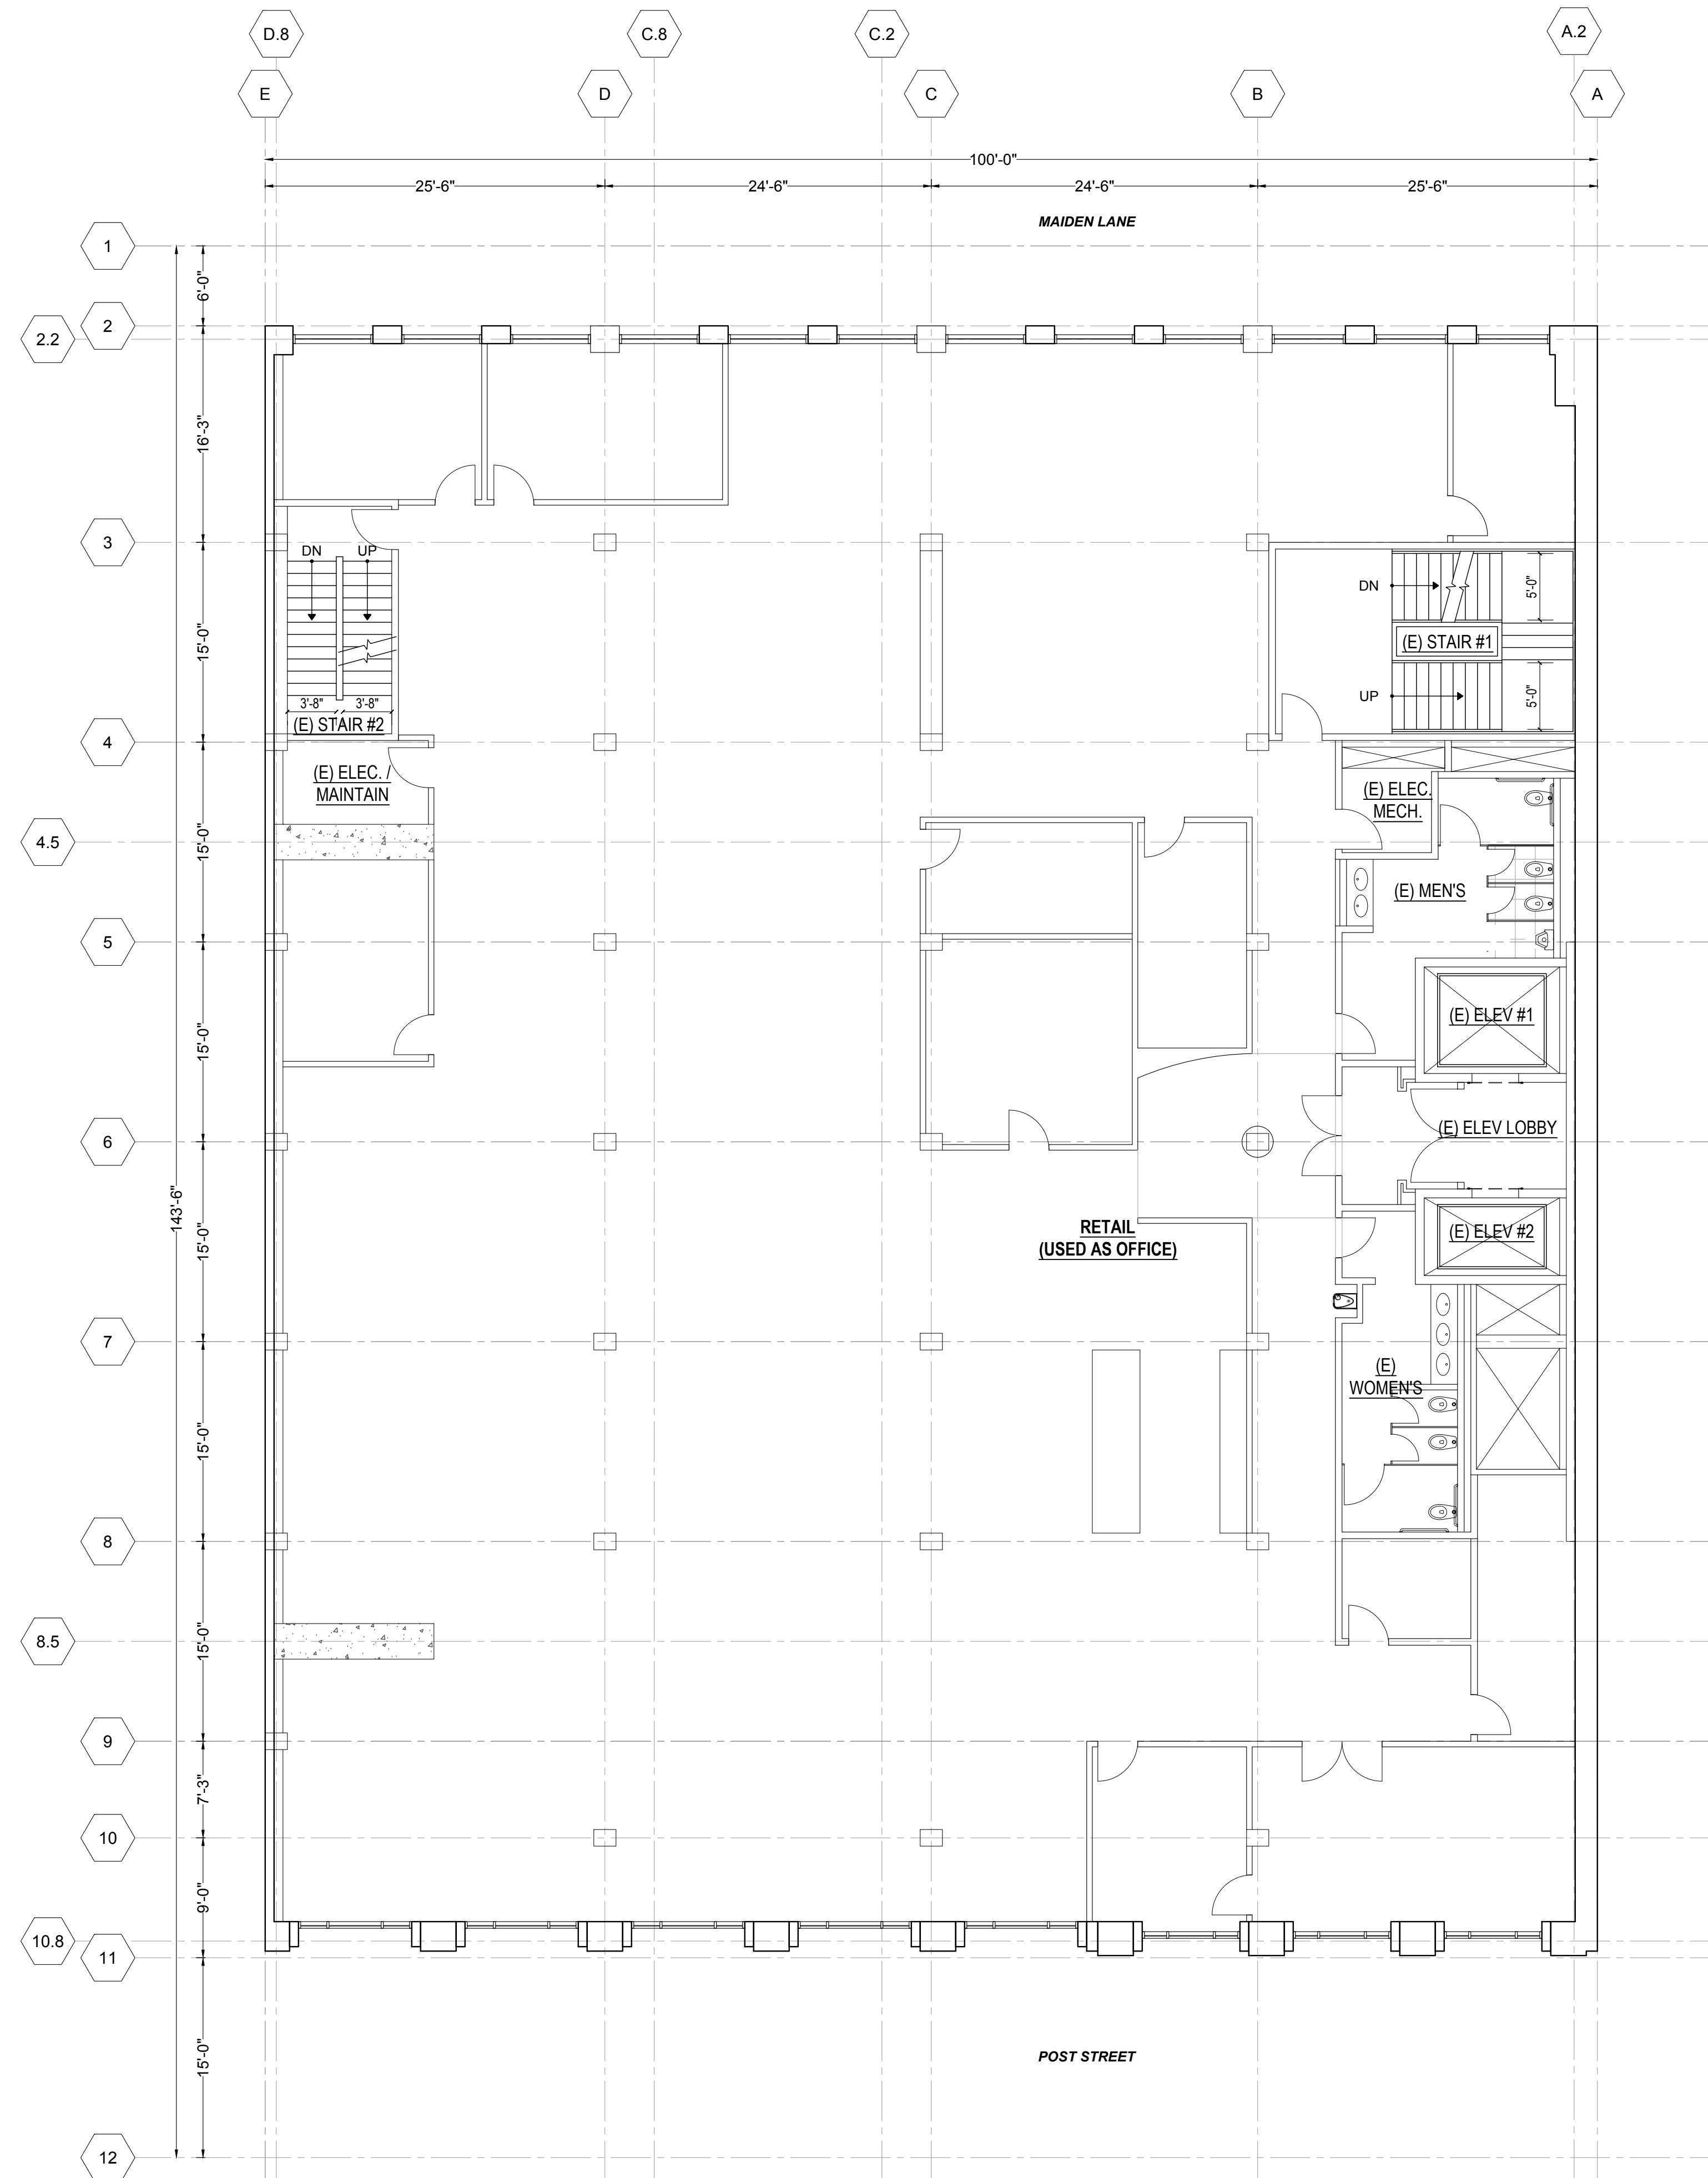 D.8
C.8
C.2
A.2
E
D
C
B
A
100'-0"
25'-6"
24'-6"
24'-6"
25'-6"
MAIDEN LANE
1
6'-0"
2
2.2
16'-3"
3
DN
UP
DN
5'-0"
15'-0"
(E) STAIR #1
UP
5'-0"
3'-8"
3'-8"
(E) STAIR #2
4
(E) ELEC. /
MAINTAIN
(E) ELEC.
MECH.
4.5
15'-0"
(E) MEN'S
5
15'-0"
(E) ELEV #1
(E) ELEV LOBBY
6
143'-6"
15'-0"
RETAIL
(USED AS OFFICE)
(E) ELEV #2
7
(E)
WOMEN'S
15'-0"
8
8.5
15'-0"
9
7'-3"
10
9'-0"
10.8
11
15'-0"
POST STREET
12